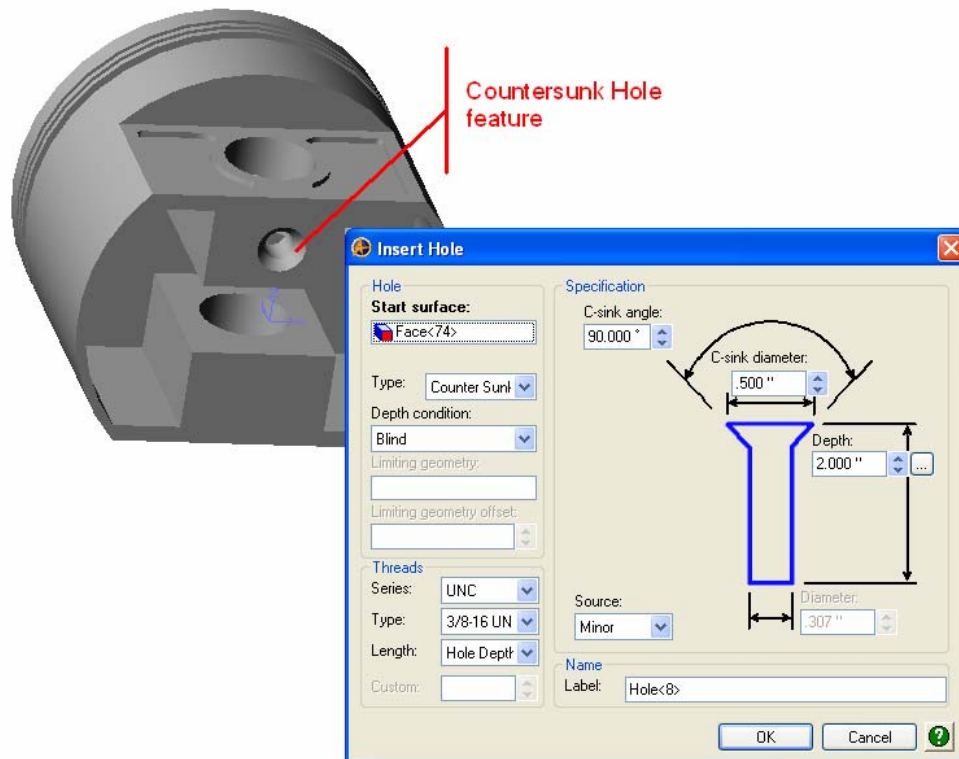 Countersunk Hole
feature
Insert Hole
Hole
Start surface:
Face<74>
Type: Counter Sunk
Depth condition:
Blind
Limiting geometry:
Limiting geometry offset:
Threads
Series: UNC
Type: 3/8-16 UN
Length: Hole Depth
Custom:
Specification
C-sink angle:
90.000 °
C-sink diameter:
.500 "
Depth:
2.000 "
...
Source:
Minor
Diameter:
.307 "
Name
Label: Hole<8>
OK Cancel ?